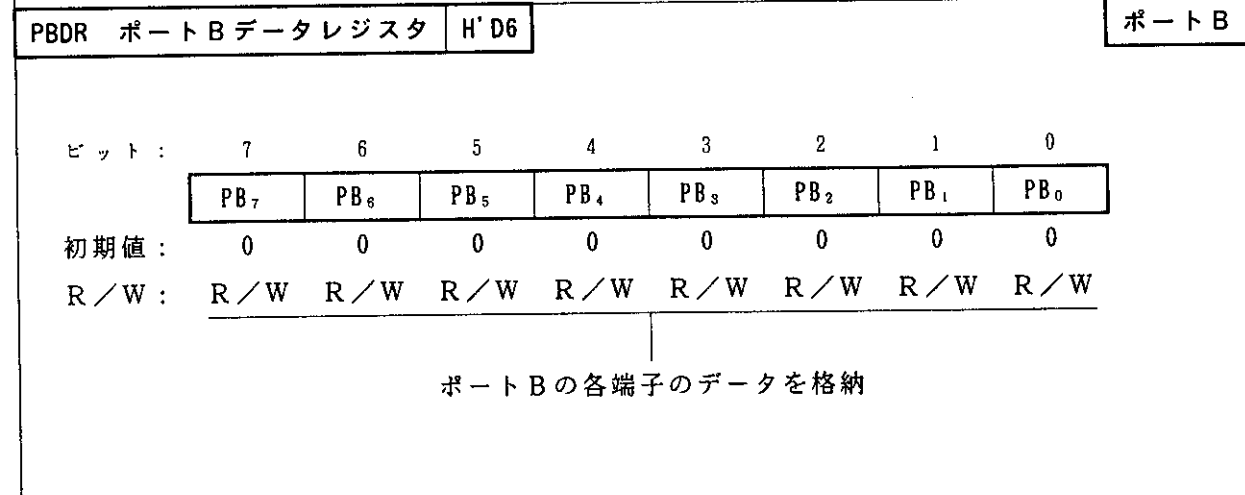 PBDR ポートBデータレジスタ H'D6 ポートB
ビット: 7 6 5 4 3 2 1 0
PB₇ PB₆ PB₅ PB₄ PB₃ PB₂ PB₁ PB₀
初期値: 0 0 0 0 0 0 0 0
R/W: R/W R/W R/W R/W R/W R/W R/W R/W
ポートBの各端子のデータを格納